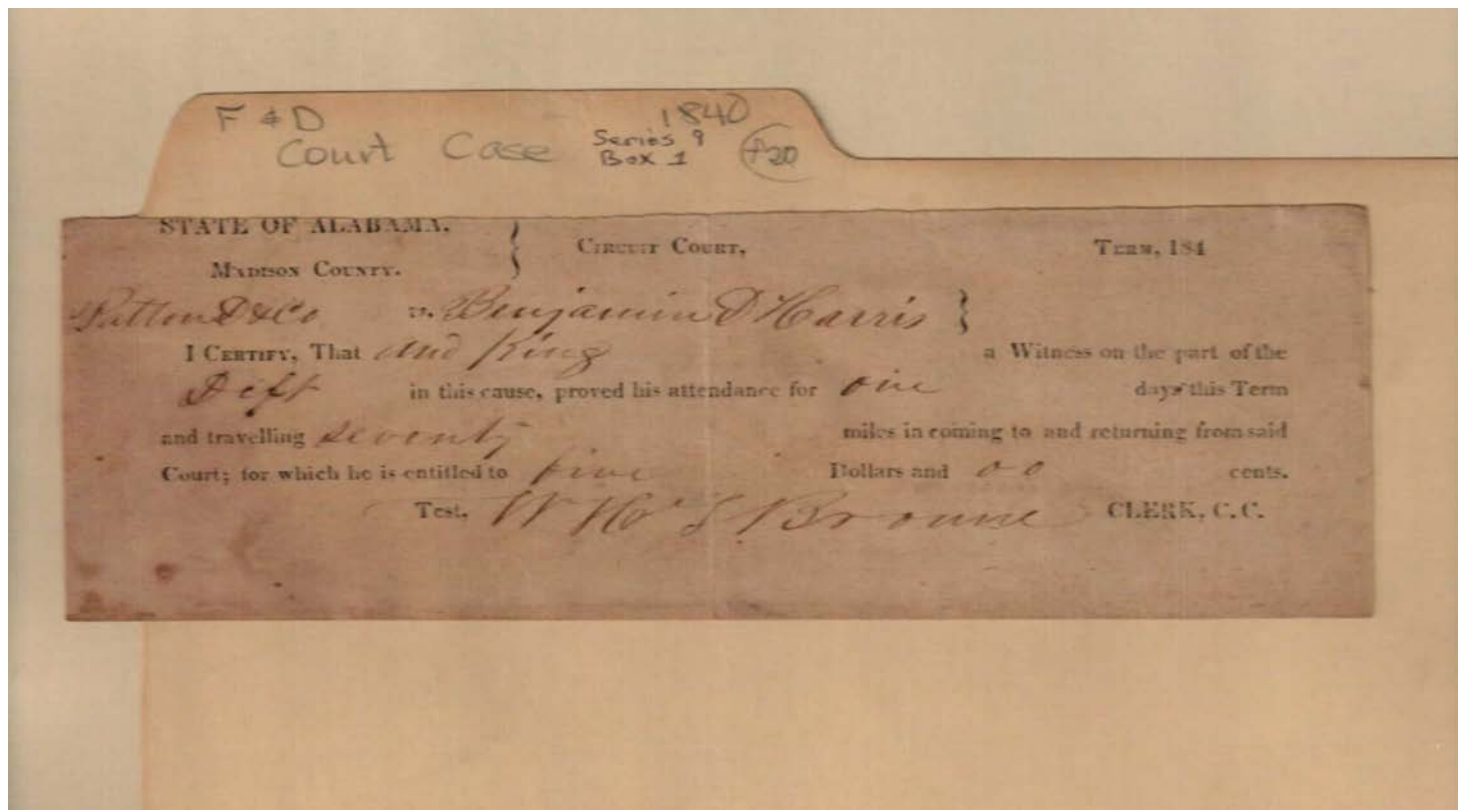 F & D 1840
Court Case Series 9
Box 1 f20
STATE OF ALABAMA,
MADISON COUNTY. } CIRCUIT COURT, TERM, 184
Patton D & Co vs. Benjamin D Harris }
I CERTIFY, That King a Witness on the part of the
Deft in this cause, proved his attendance for one days this Term
and travelling seventy miles in coming to and returning from said
Court; for which he is entitled to five Dollars and 00 cents.
Test. Browne CLERK, C. C.